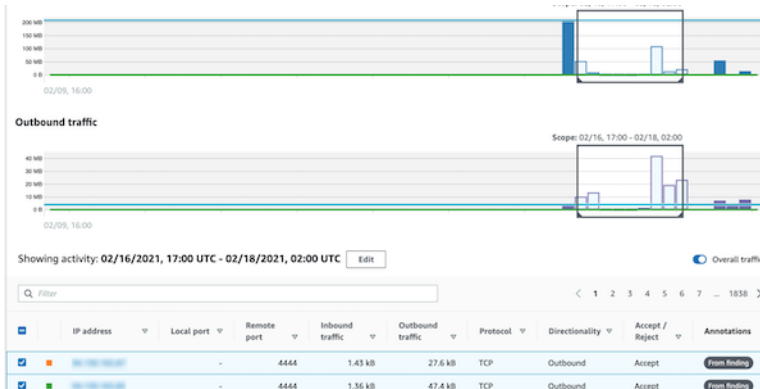 200 MB
150 MB
100 MB
50 MB
0 B
02/09, 16:00
Outbound traffic
Scope: 02/16, 17:00 - 02/18, 02:00
40 MB
30 MB
20 MB
10 MB
0 B
02/09, 16:00
Showing activity: 02/16/2021, 17:00 UTC - 02/18/2021, 02:00 UTC Edit
Overall traffi
Filter
1 2 3 4 5 6 7 ... 1838
IP address Local port Remote port Inbound traffic Outbound traffic Protocol Directionality Accept / Reject Annotations
- 4444 1.43 kB 27.6 kB TCP Outbound Accept From finding
- 4444 1.36 kB 47.4 kB TCP Outbound Accept From finding